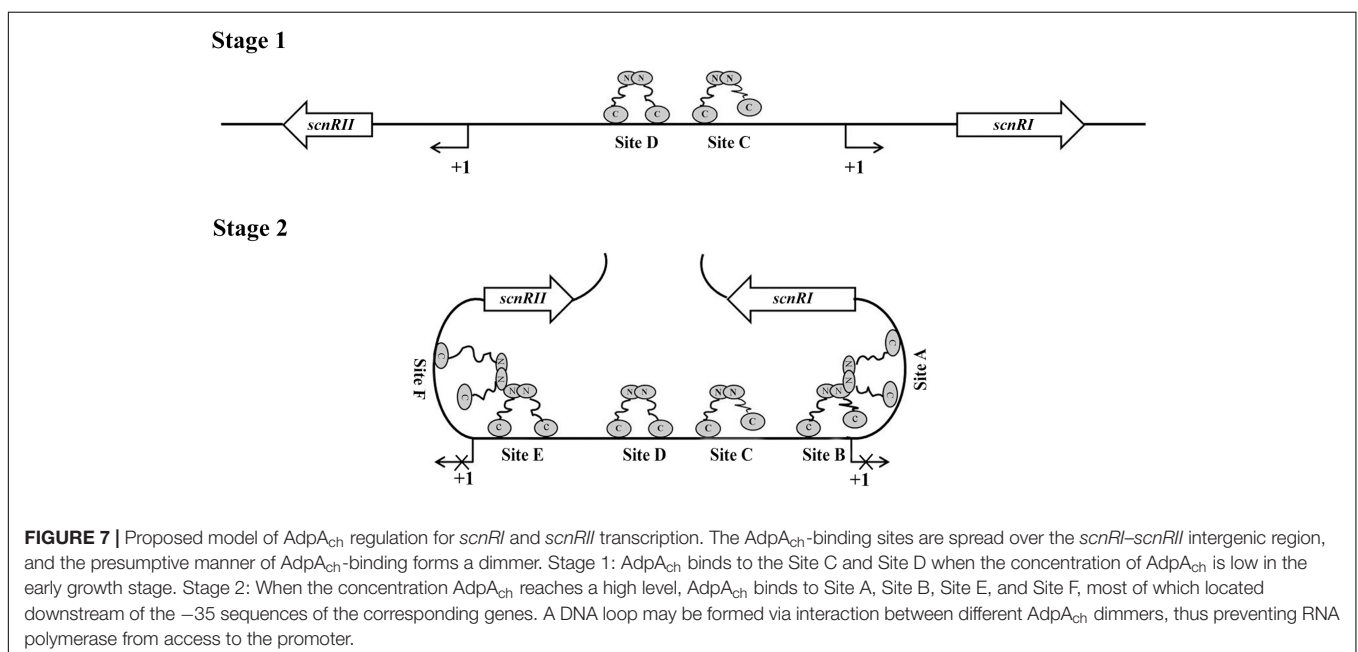 Stage 1
N N N N
C C C C
scnRII scnRI
Site D Site C
+1 +1
Stage 2
scnRII scnRI
C N N N N N N N N N N N N C
Site F Site A
C C C C C C C C C C
Site E Site D Site C Site B
+1 +1
FIGURE 7 | Proposed model of AdpAch regulation for scnRI and scnRII transcription. The AdpAch-binding sites are spread over the scnRI–scnRII intergenic region,
and the presumptive manner of AdpAch-binding forms a dimmer. Stage 1: AdpAch binds to the Site C and Site D when the concentration of AdpAch is low in the
early growth stage. Stage 2: When the concentration AdpAch reaches a high level, AdpAch binds to Site A, Site B, Site E, and Site F, most of which located
downstream of the −35 sequences of the corresponding genes. A DNA loop may be formed via interaction between different AdpAch dimmers, thus preventing RNA
polymerase from access to the promoter.